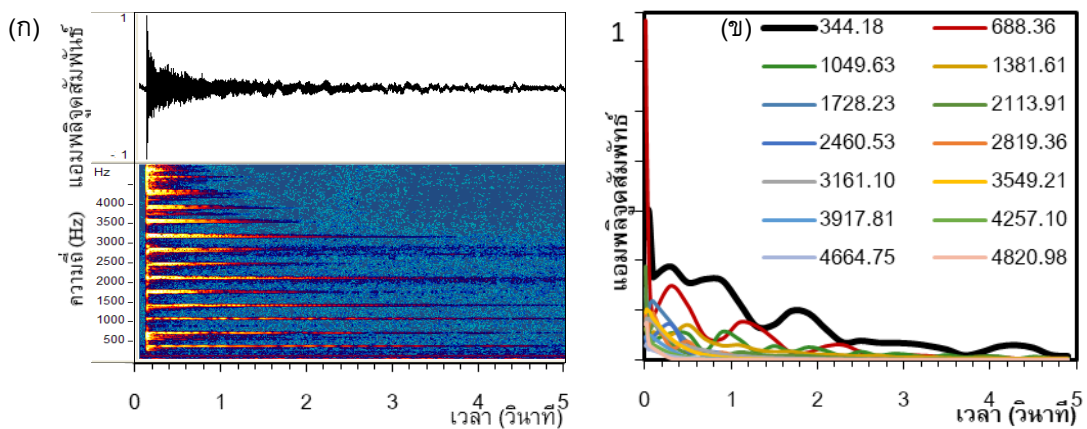 (ก)
1
- 1
แอมพลิจูดสัมพันธ์
Hz
4000
3500
3000
2500
2000
1500
1000
500
ความถี่ (Hz)
0 1 2 3 4 5
เวลา (วินาที)
(ข)
1
แอมพลิจูดสัมพัทธ์
344.18 688.36
1049.63 1381.61
1728.23 2113.91
2460.53 2819.36
3161.10 3549.21
3917.81 4257.10
4664.75 4820.98
0 1 2 3 4 5
เวลา (วินาที)